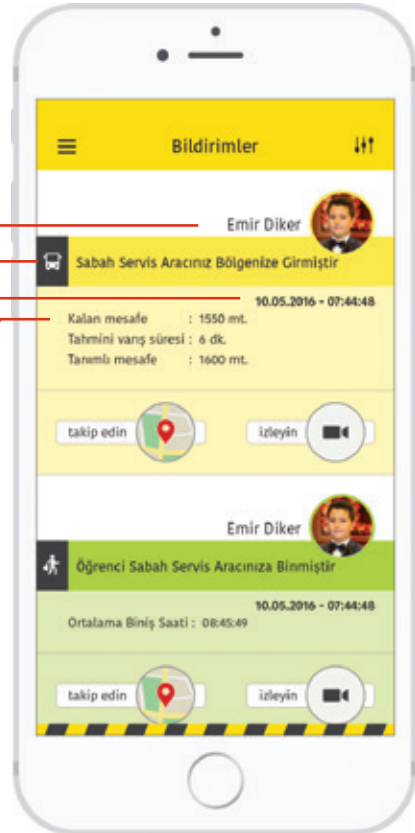 Bildirimler
Emir Diker
Sabah Servis Aracınız Bölgenize Girmiştir
10.05.2016 - 07:44:48
Kalan mesafe : 1550 mt.
Tahmini varış süresi : 6 dk.
Tanımlı mesafe : 1600 mt.
takip edin
izleyin
Emir Diker
Öğrenci Sabah Servis Aracınıza Binmiştir
10.05.2016 - 07:44:48
Ortalama Biniş Saati : 08:45:49
takip edin
izleyin